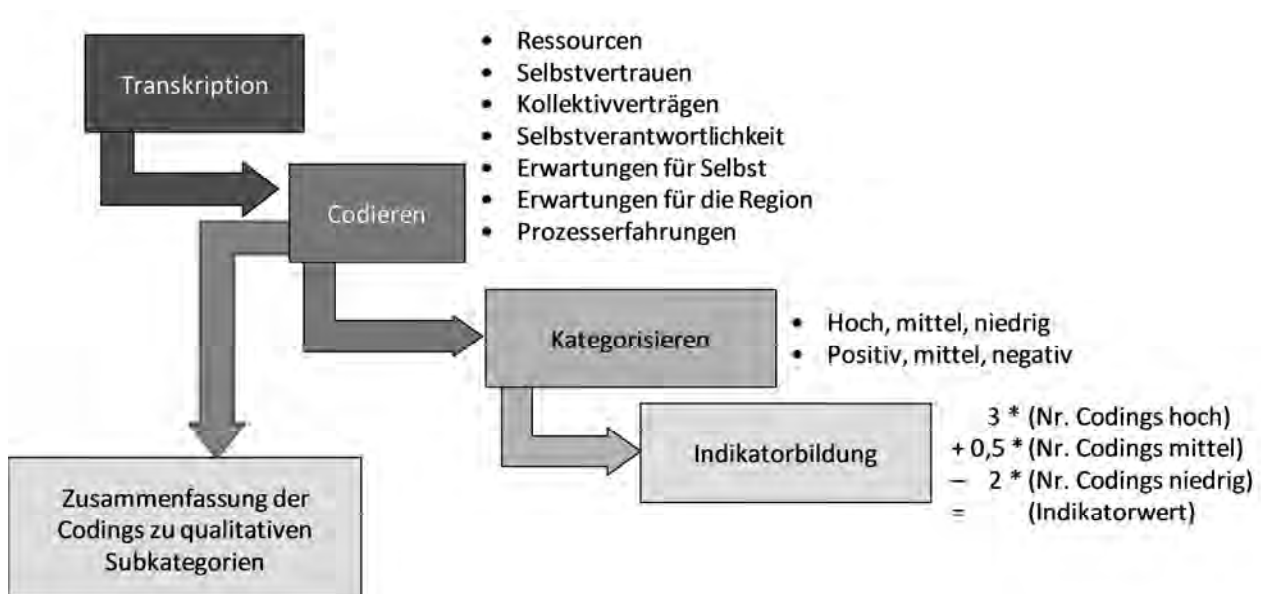 Transkription
• Ressourcen
• Selbstvertrauen
• Kollektivverträgen
• Selbstverantwortlichkeit
• Erwartungen für Selbst
• Erwartungen für die Region
• Prozesserfahrungen
Codieren
Kategorisieren
• Hoch, mittel, niedrig
• Positiv, mittel, negativ
Indikatorbildung
3 * (Nr. Codings hoch)
+ 0,5 * (Nr. Codings mittel)
– 2 * (Nr. Codings niedrig)
= (Indikatorwert)
Zusammenfassung der
Codings zu qualitativen
Subkategorien